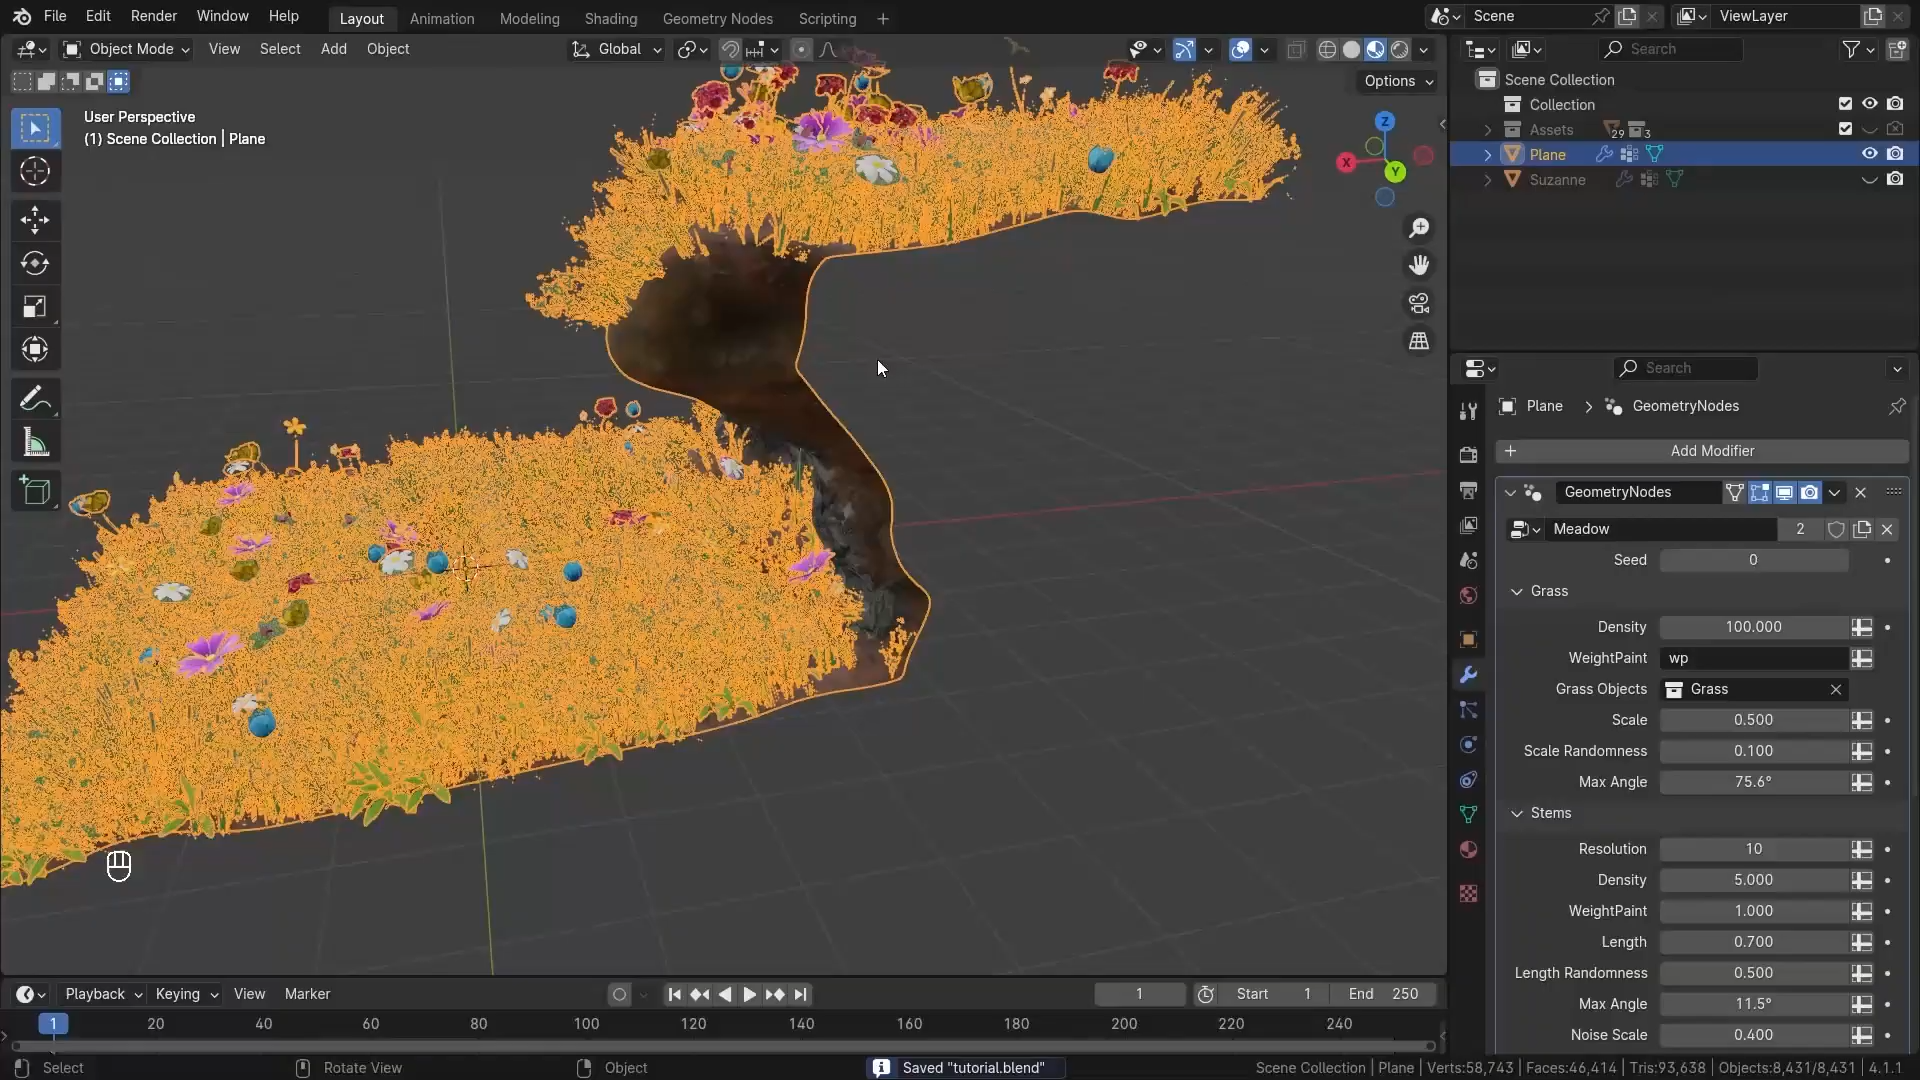 File Edit Render Window Help Layout Animation Modeling Shading Geometry Nodes Scripting + Scene ViewLayer
Object Mode View Select Add Object Global Search
Options
User Perspective
(1) Scene Collection | Plane
Z
X
Y
Scene Collection
Collection
Assets 29 3
Plane
Suzanne
Search
Plane > GeometryNodes
+ Add Modifier
GeometryNodes
Meadow 2
Seed 0
Grass
Density 100.000
WeightPaint wp
Grass Objects Grass
Scale 0.500
Scale Randomness 0.100
Max Angle 75.6°
Stems
Resolution 10
Density 5.000
WeightPaint 1.000
Length 0.700
Length Randomness 0.500
Max Angle 11.5°
Noise Scale 0.400
Playback Keying View Marker 1 Start 1 End 250
1 20 40 60 80 100 120 140 160 180 200 220 240
Select Rotate View Object Saved "tutorial.blend" Scene Collection | Plane | Verts:58,743 | Faces:46,414 | Tris:93,638 | Objects:8,431/8,431 | 4.1.1